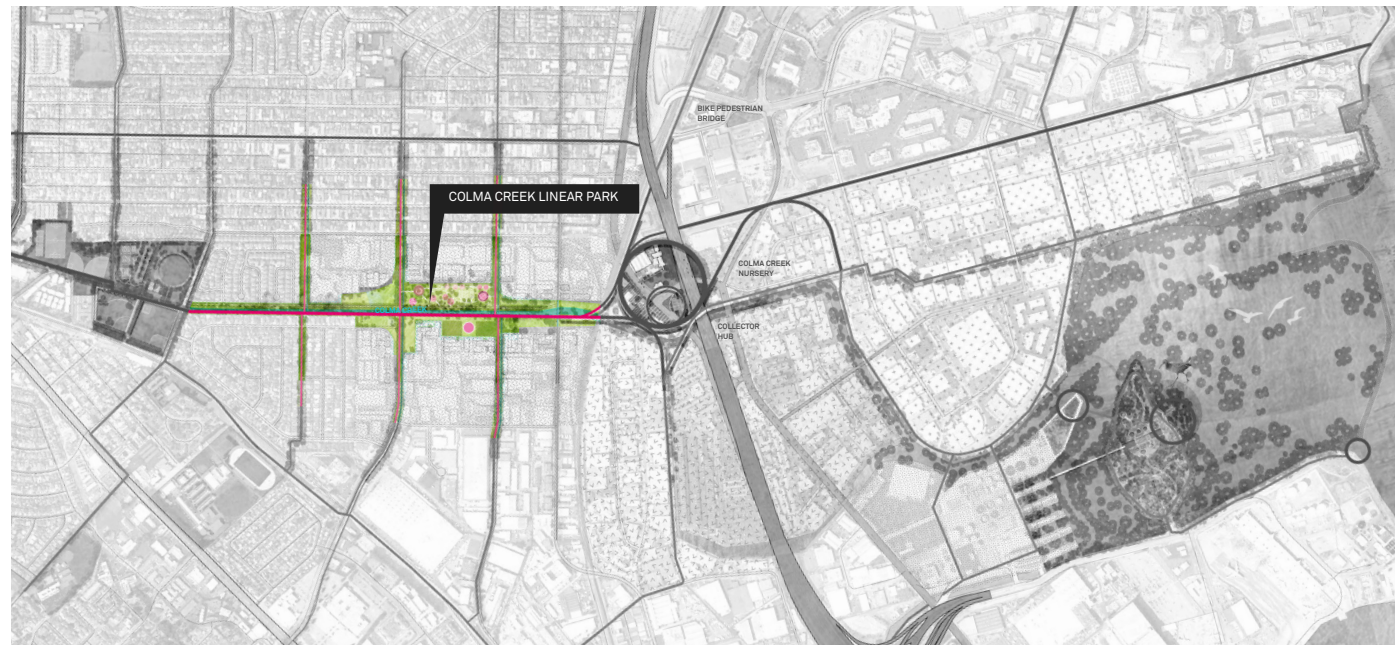 BIKE PEDESTRIAN
BRIDGE
COLMA CREEK LINEAR PARK
COLMA CREEK
NURSERY
COLLECTOR
HUB